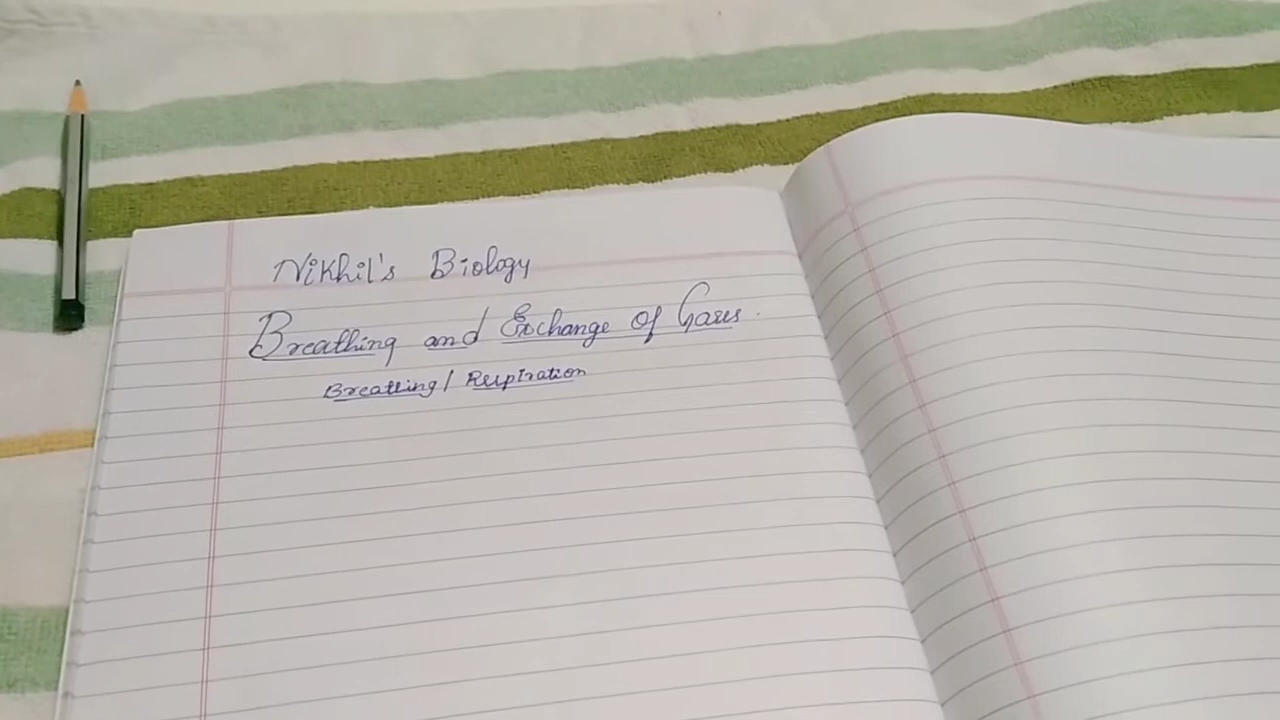 Nikhil's Biology
Breathing and Exchange of Gases.
Breathing / Respiration